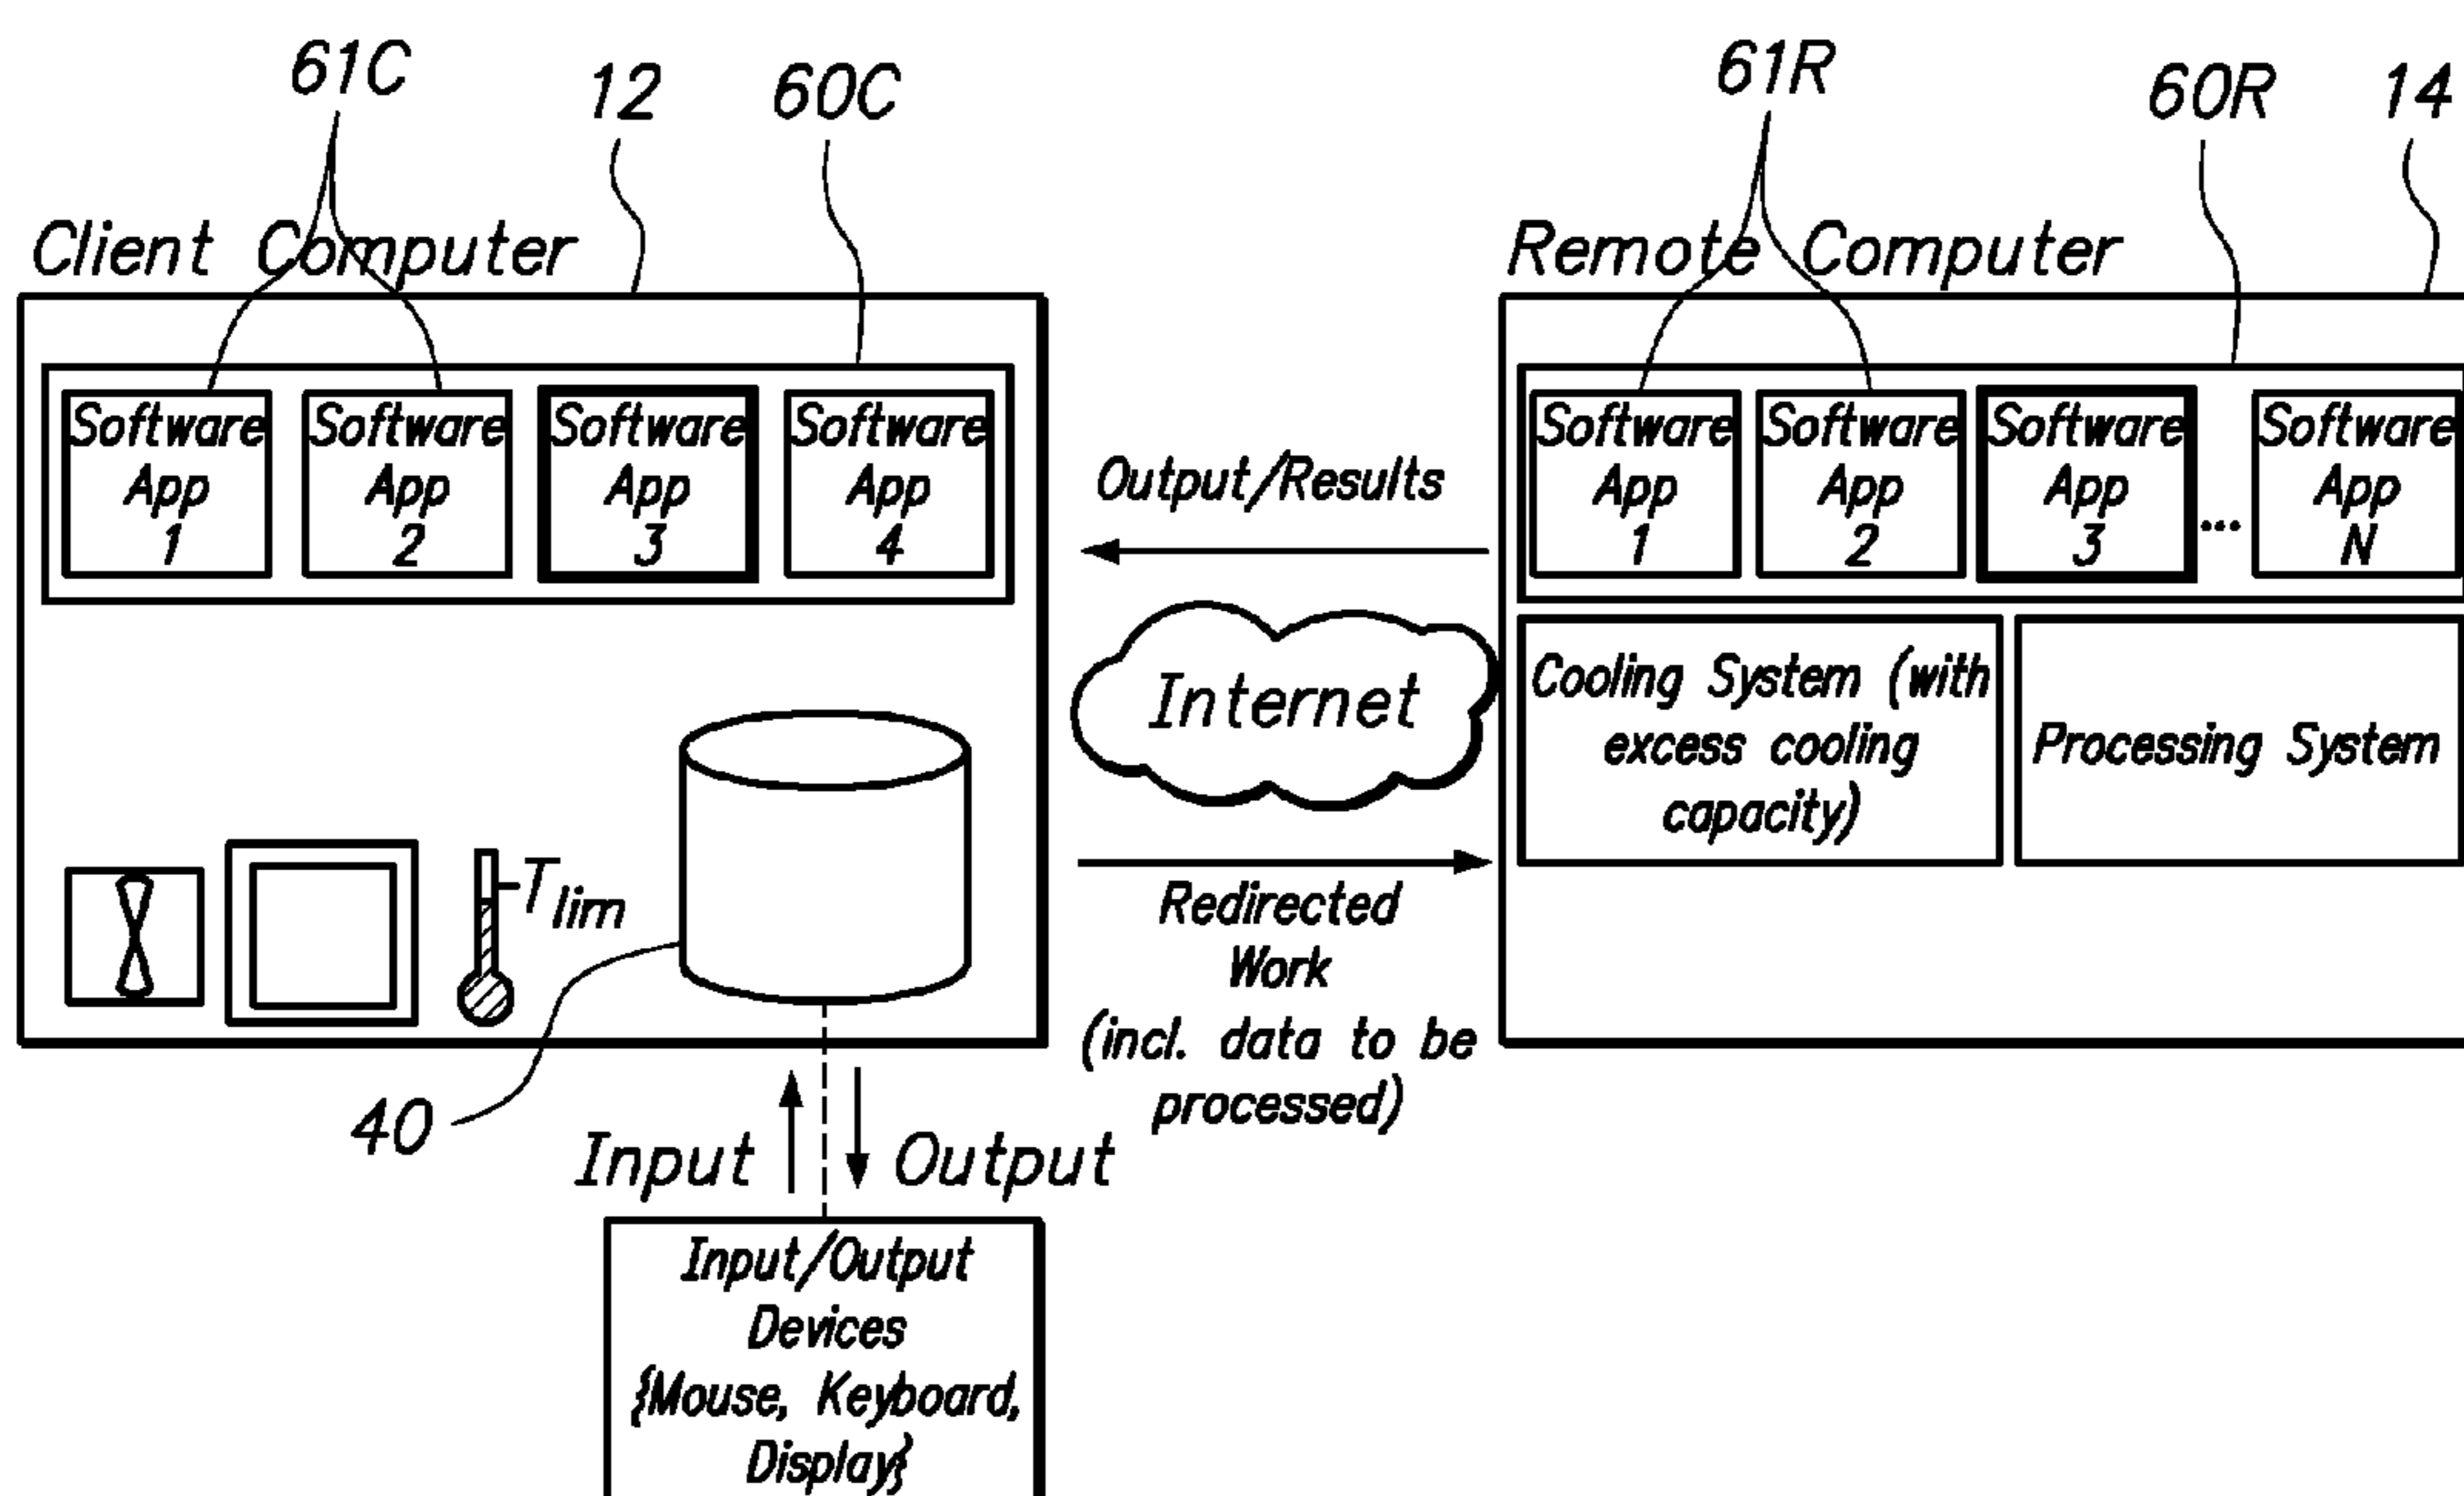 61C
12
60C
61R
60R
14
Client Computer
Remote Computer
Software
App
1
Software
App
2
Software
App
3
Software
App
4
Output/Results
Software
App
1
Software
App
2
Software
App
3
...
Software
App
N
Internet
Cooling System (with
excess cooling
capacity)
Processing System
Tlim
Redirected
Work
(incl. data to be
processed)
40
Input
Output
Input/Output
Devices
{Mouse, Keyboard,
Display}